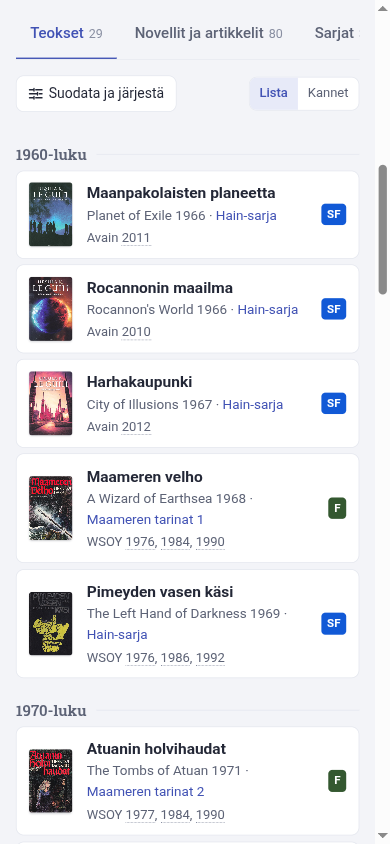 Teokset 29 Novellit ja artikkelit 80 Sarjat
Suodata ja järjestä Lista Kannet
1960-luku
Maanpakolaisten planeetta
Planet of Exile 1966 · Hain-sarja
SF
Avain 2011
Rocannonin maailma
Rocannon's World 1966 · Hain-sarja
SF
Avain 2010
Harhakaupunki
City of Illusions 1967 · Hain-sarja
SF
Avain 2012
Maameren velho
A Wizard of Earthsea 1968 ·
F
Maameren tarinat 1
WSOY 1976, 1984, 1990
Pimeyden vasen käsi
The Left Hand of Darkness 1969 ·
SF
Hain-sarja
WSOY 1976, 1986, 1992
1970-luku
Atuanin holvihaudat
The Tombs of Atuan 1971 ·
F
Maameren tarinat 2
WSOY 1977, 1984, 1990